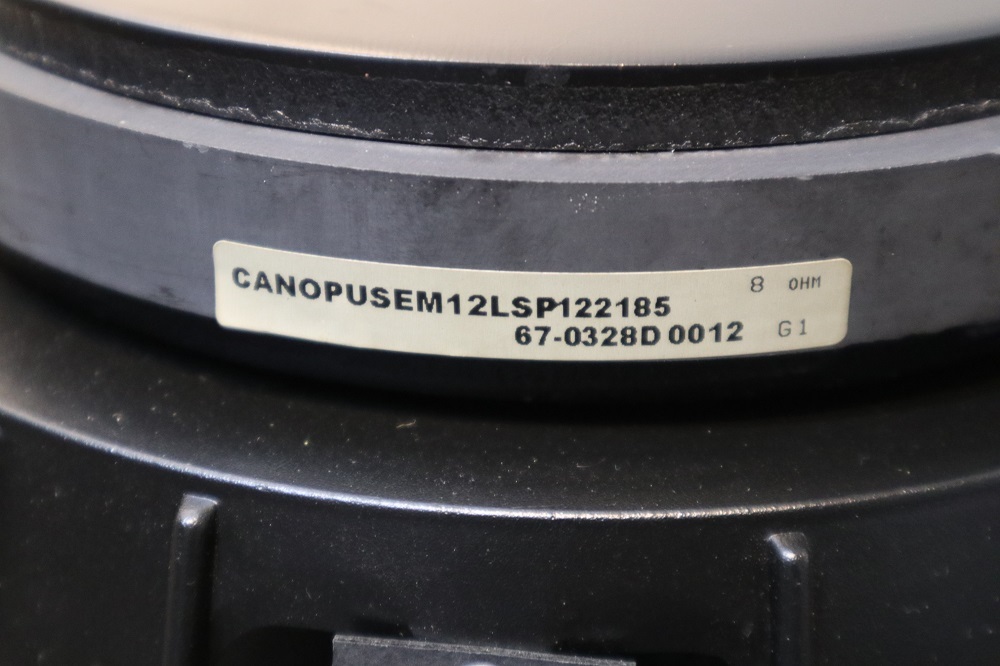 CANOPUSEM12LSP122185 8 OHM
67-0328D 0012 G1